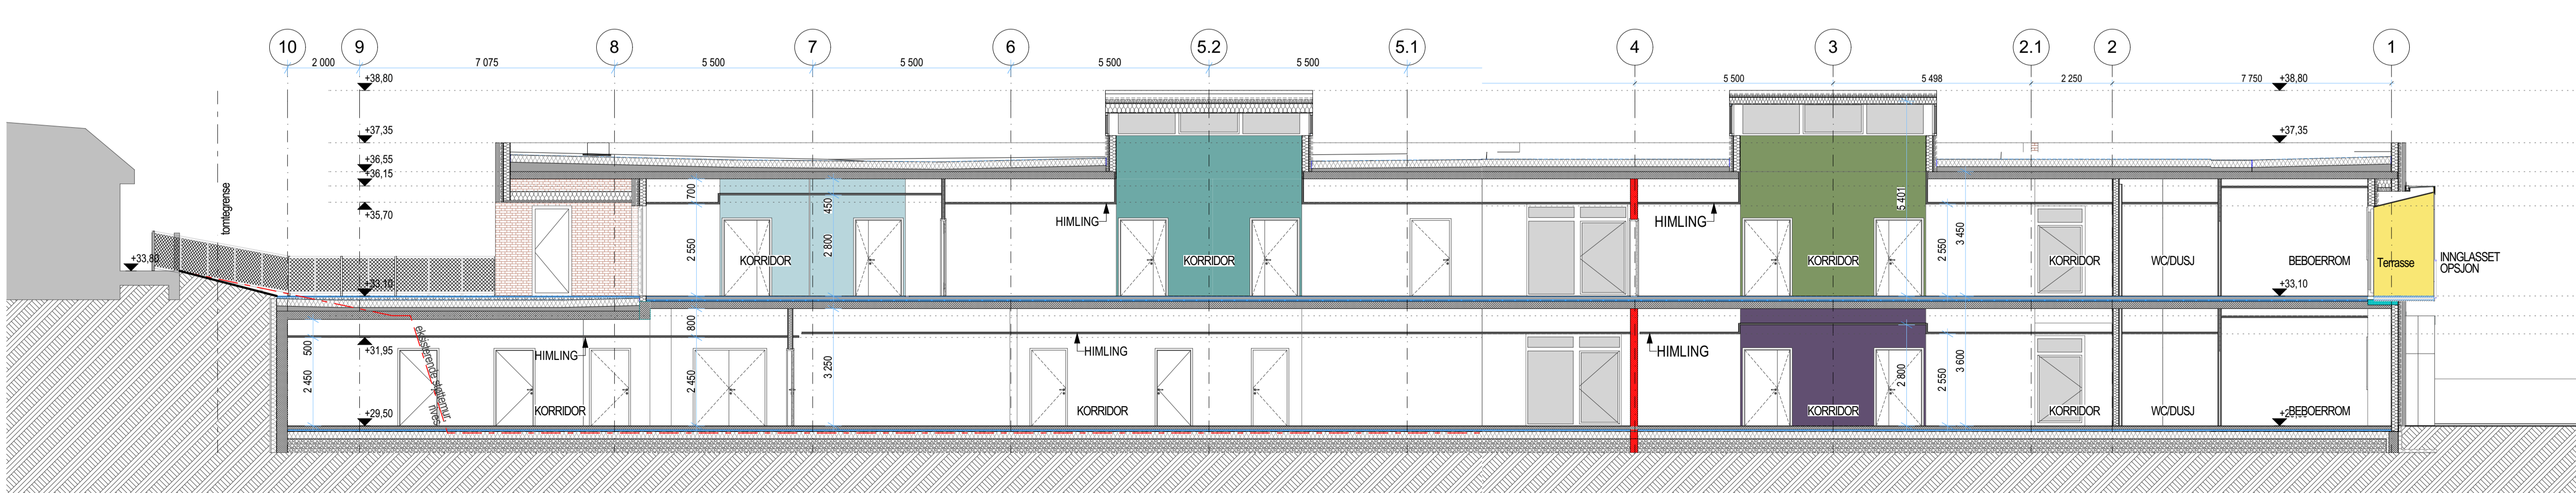 10 9 8 7 6 5.2 5.1 4 3 2.1 2 1
2 000 7 075 5 500 5 500 5 500 5 500
5 500 5 498 2 250 7 750
+38,80 +38,80
+37,35 +37,35
+36,55
+36,15
+35,70
tomtegrense
700
450
2 550
2 800
5 401
2 550
3 450
HIMLING
HIMLING
KORRIDOR
KORRIDOR
KORRIDOR
KORRIDOR
WC/DUSJ
BEBOERROM
Terrasse
INNGLASSET
OPSJON
+33,80
+33,10 +33,10
eksisterende støttemur
rives
500
2 450
+31,95
800
2 450
3 250
2 800
2 550
3 600
HIMLING
HIMLING
HIMLING
+29,50
KORRIDOR
KORRIDOR
KORRIDOR
KORRIDOR
WC/DUSJ
BEBOERROM